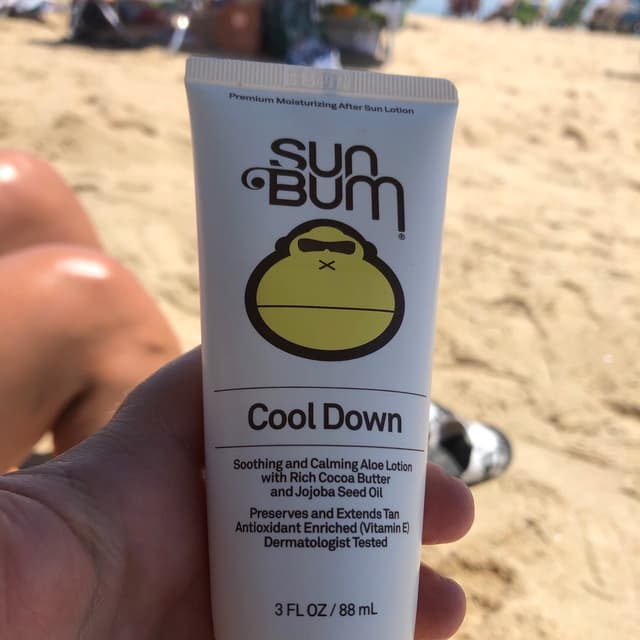 Premium Moisturizing After Sun Lotion
SUN
BUM®
Cool Down
Soothing and Calming Aloe Lotion
with Rich Cocoa Butter
and Jojoba Seed Oil
Preserves and Extends Tan
Antioxidant Enriched (Vitamin E)
Dermatologist Tested
3 FL OZ / 88 mL